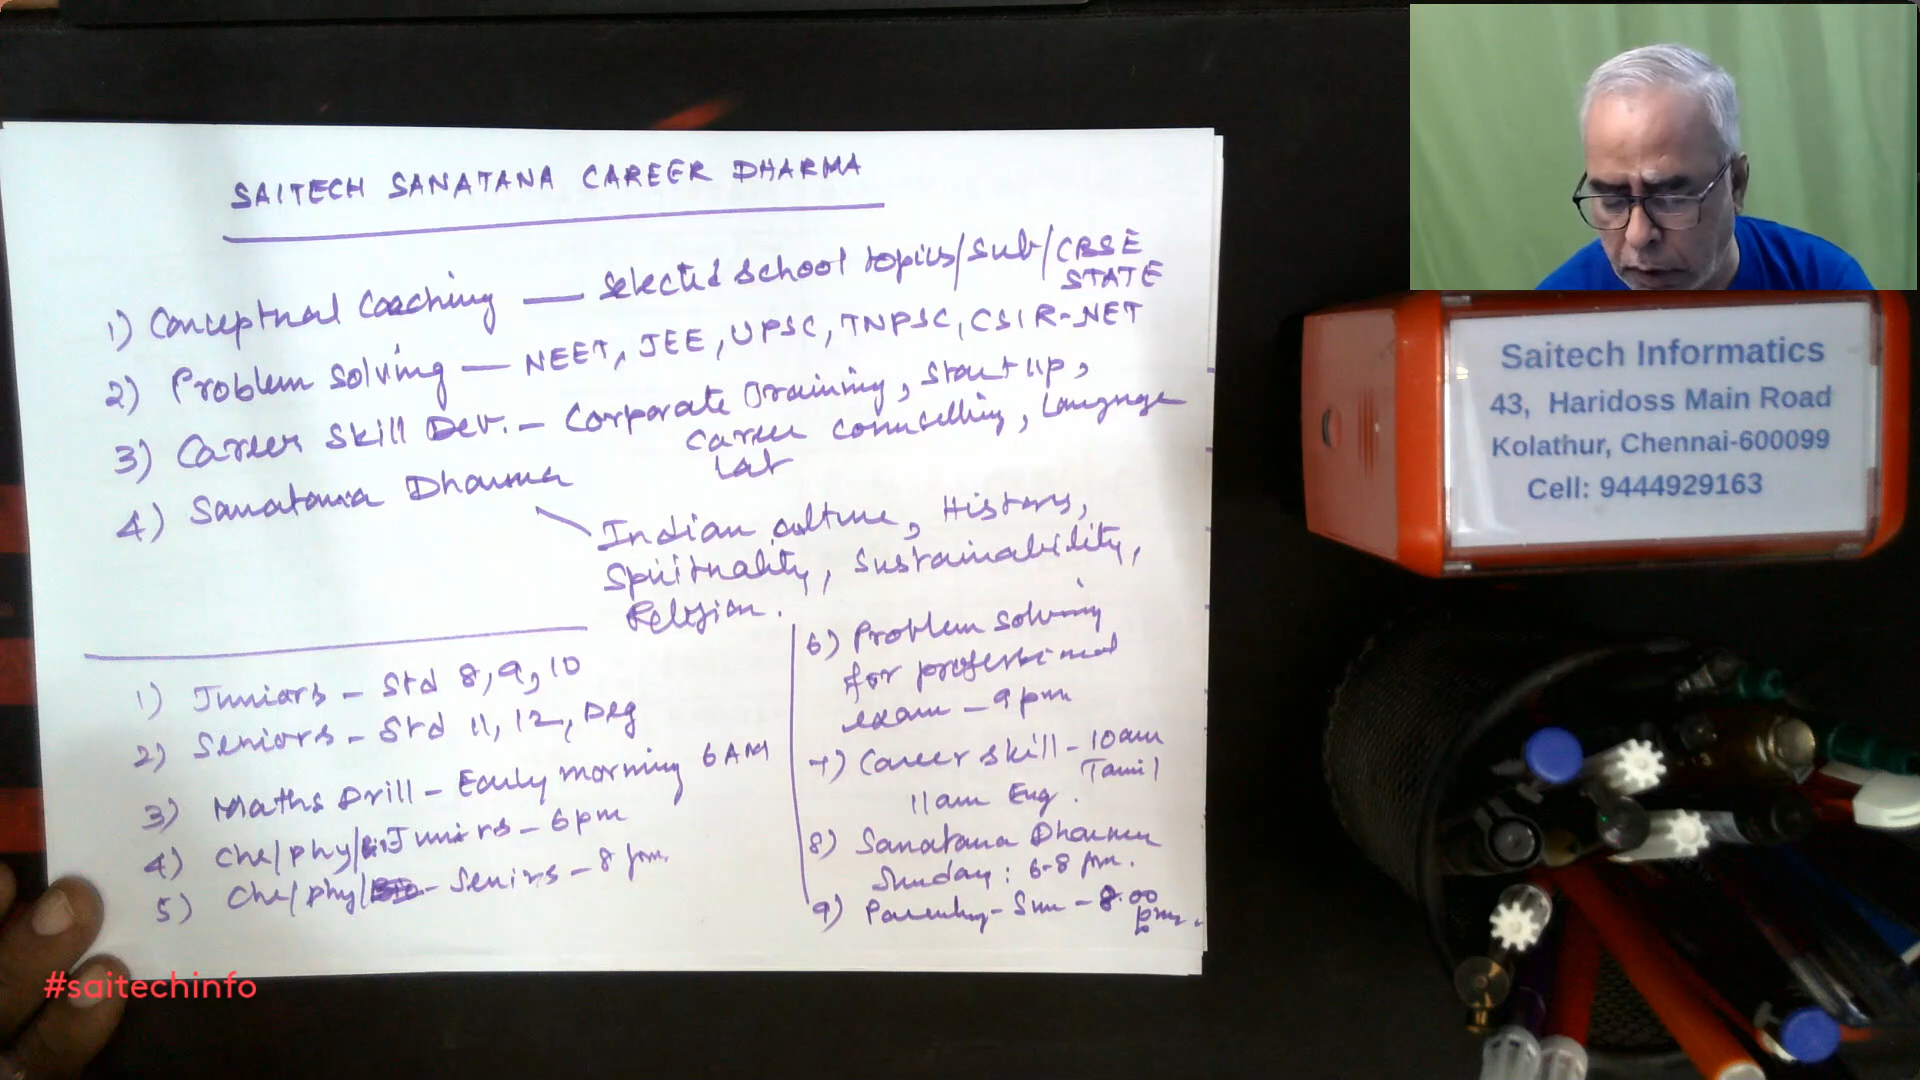 SAITECH SANATANA CAREER DHARMA
1) Conceptual Coaching — selected school topics/sub/CBSE
STATE
2) Problem solving — NEET, JEE, UPSC, TNPSC, CSIR-NET
3) Career Skill Dev. - Corporate Training, Start up,
career counselling, Language
Lab
4) Sanatana Dharma
Indian culture, History,
Spirituality, Sustainability,
Religion.
1) Juniors - Std 8, 9, 10
2) Seniors - Std 11, 12, Deg
3) Maths Drill - Early morning 6 AM
4) Che/phy/ Juniors - 6 pm
5) Che/phy/ - Seniors - 8 pm.
6) Problem solving
for professional
exam - 9 pm
7) Career skill - 10am
Tamil
11am Eng.
8) Sanatana Dharma
Sunday: 6-8 pm.
9) Parenting - Sun - 8.00
pm.
Saitech Informatics
43, Haridoss Main Road
Kolathur, Chennai-600099
Cell: 9444929163
#saitechinfo